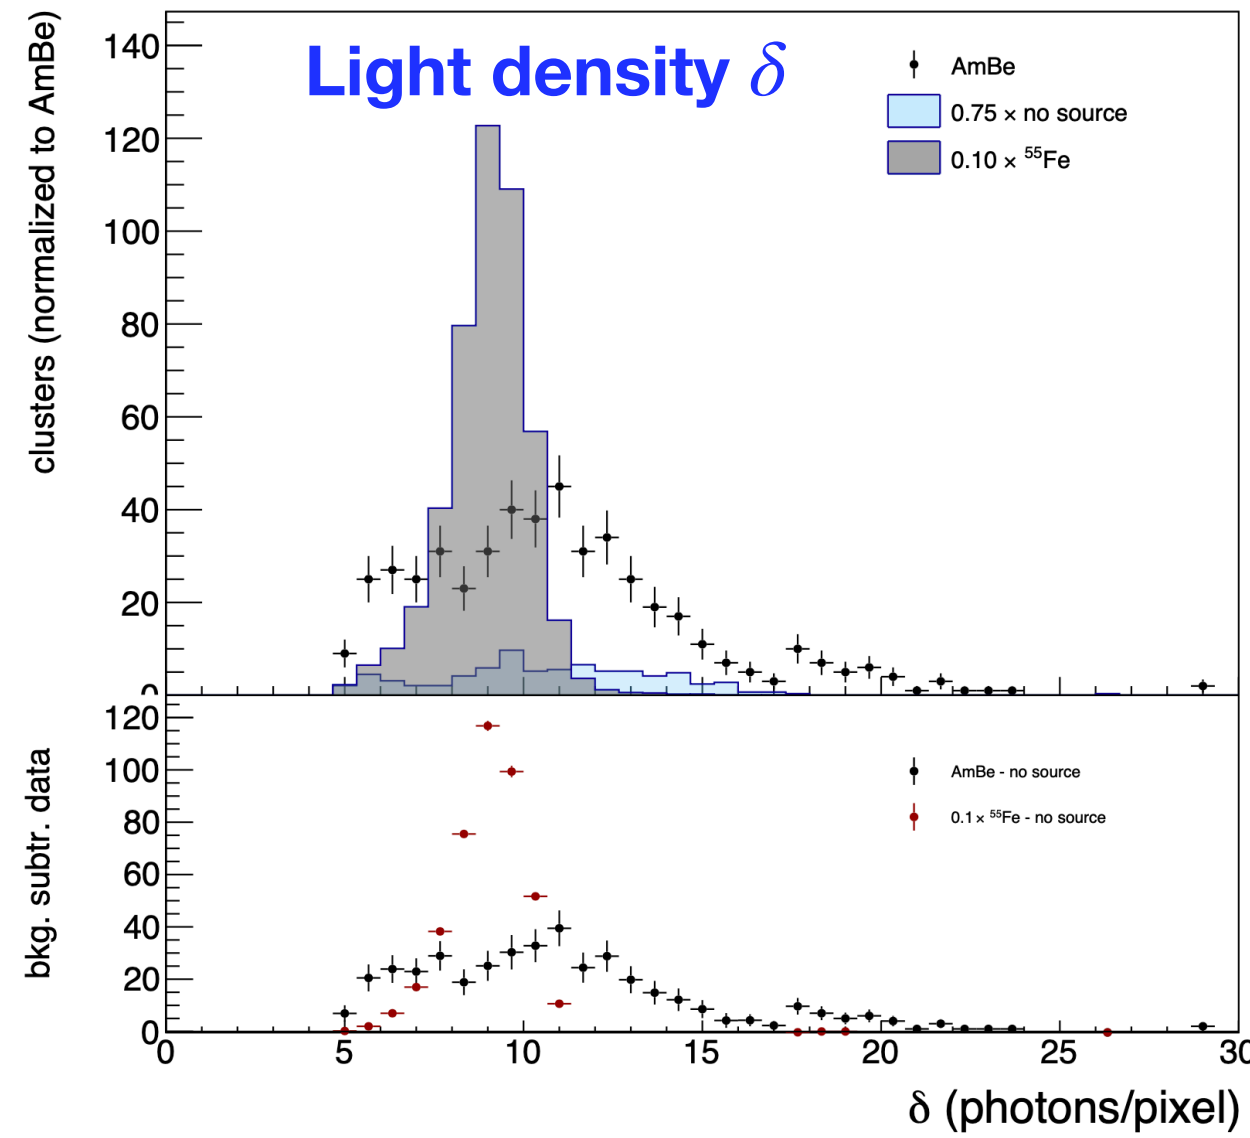 Light density δ
clusters (normalized to AmBe)
140
120
100
80
60
40
20
0
AmBe
0.75 × no source
0.10 × ⁵⁵Fe
bkg. subtr. data
120
100
80
60
40
20
0
AmBe - no source
0.1× ⁵⁵Fe - no source
0 5 10 15 20 25 30
δ (photons/pixel)